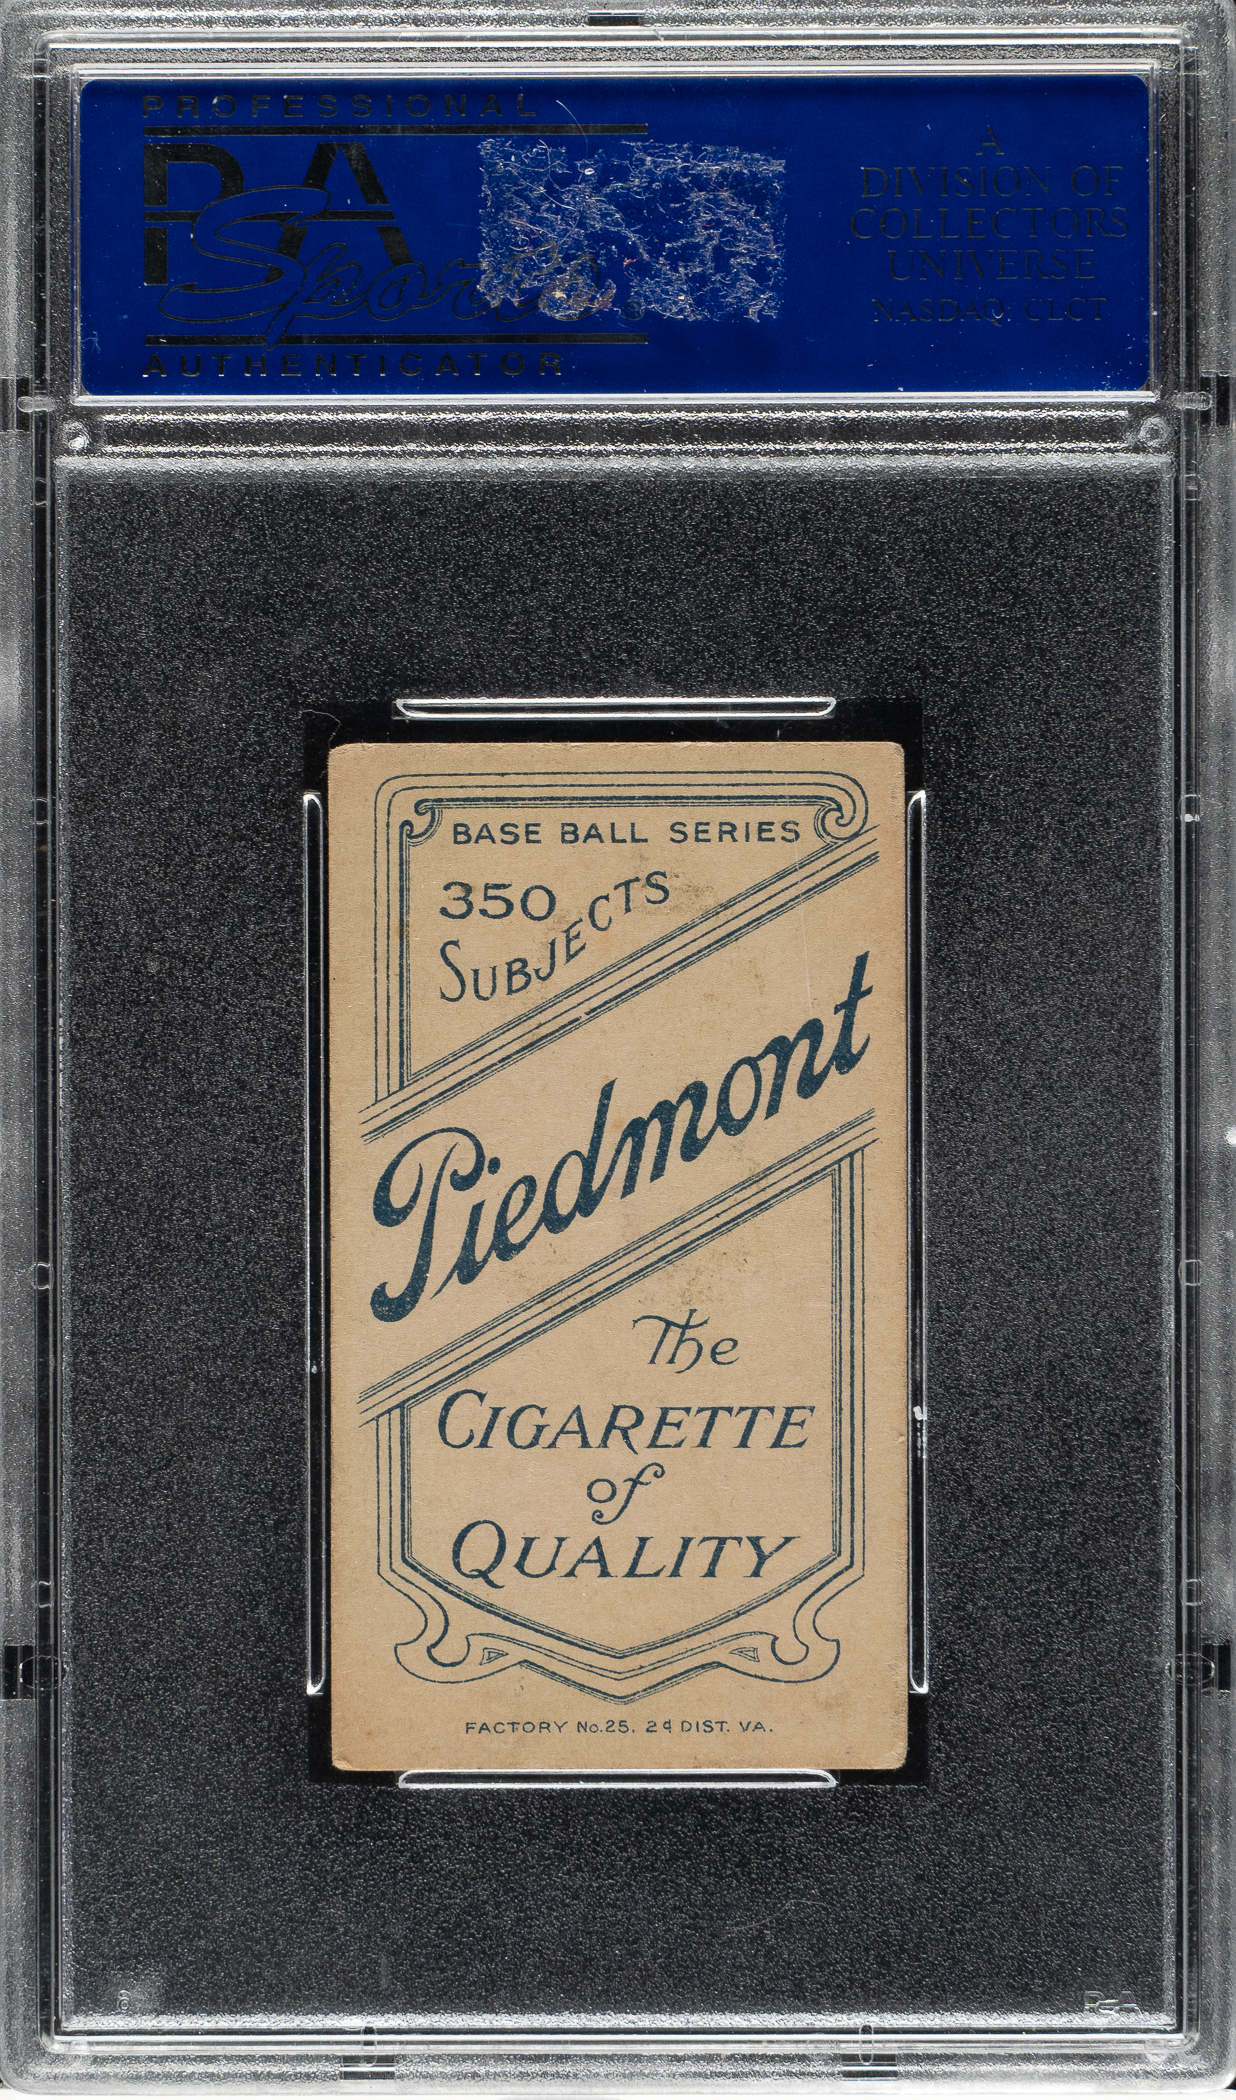 PROFESSIONAL
PSA
Sports®
AUTHENTICATOR
A
DIVISION OF
COLLECTORS
UNIVERSE
NASDAQ: CLCT
BASE BALL SERIES
350
SUBJECTS
Piedmont
The
CIGARETTE
of
QUALITY
FACTORY No. 25, 2d DIST. VA.
PSA